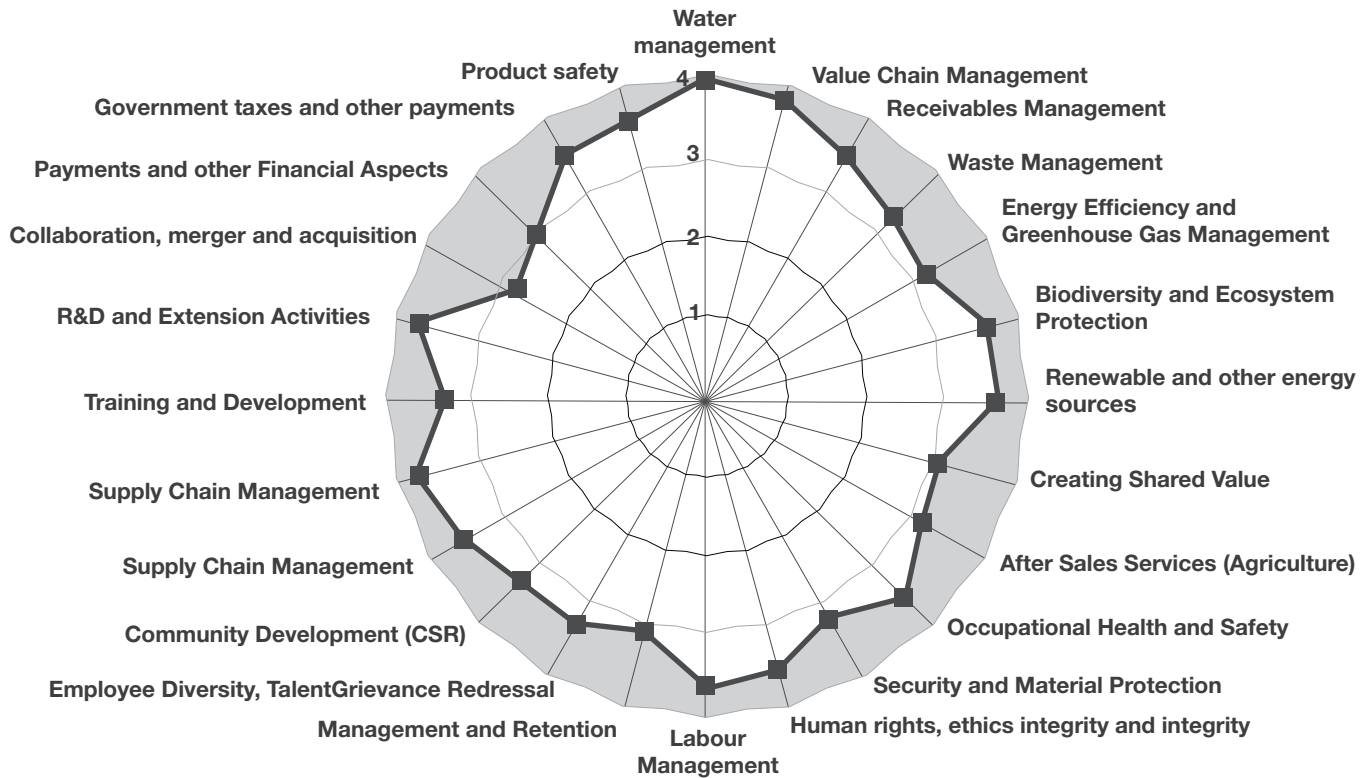 Water
management
Value Chain Management
Receivables Management
Waste Management
Energy Efficiency and
Greenhouse Gas Management
Biodiversity and Ecosystem
Protection
Renewable and other energy
sources
Creating Shared Value
After Sales Services (Agriculture)
Occupational Health and Safety
Security and Material Protection
Human rights, ethics integrity and integrity
Labour
Management
Management and Retention
Employee Diversity, TalentGrievance Redressal
Community Development (CSR)
Supply Chain Management
Supply Chain Management
Training and Development
R&D and Extension Activities
Collaboration, merger and acquisition
Payments and other Financial Aspects
Government taxes and other payments
Product safety
4
3
2
1